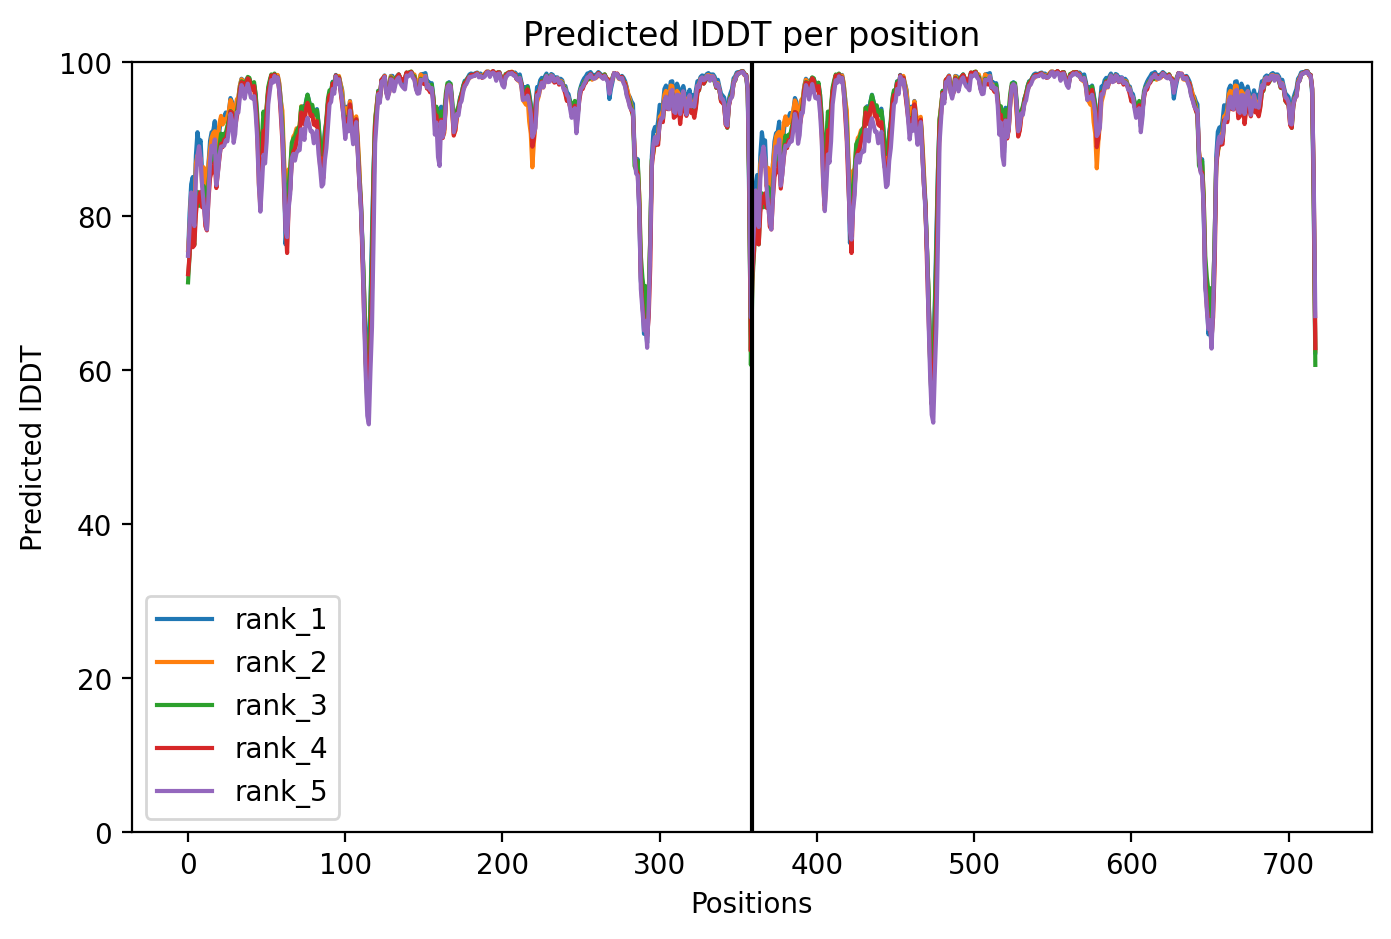 Predicted lDDT per position
100
80
60
40
20
0
Predicted lDDT
rank_1
rank_2
rank_3
rank_4
rank_5
0 100 200 300 400 500 600 700
Positions